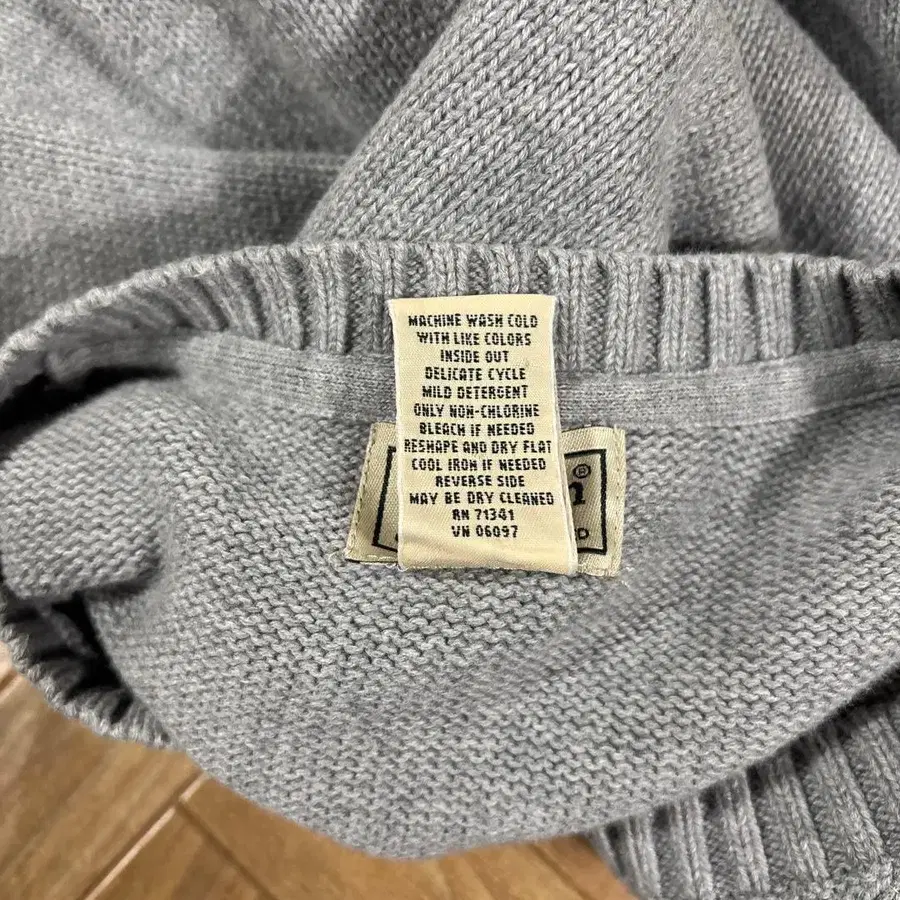 MACHINE WASH COLD
WITH LIKE COLORS
INSIDE OUT
DELICATE CYCLE
MILD DETERGENT
ONLY NON-CHLORINE
BLEACH IF NEEDED
RESHAPE AND DRY FLAT
COOL IRON IF NEEDED
REVERSE SIDE
MAY BE DRY CLEANED
RN 71341
VN 06097